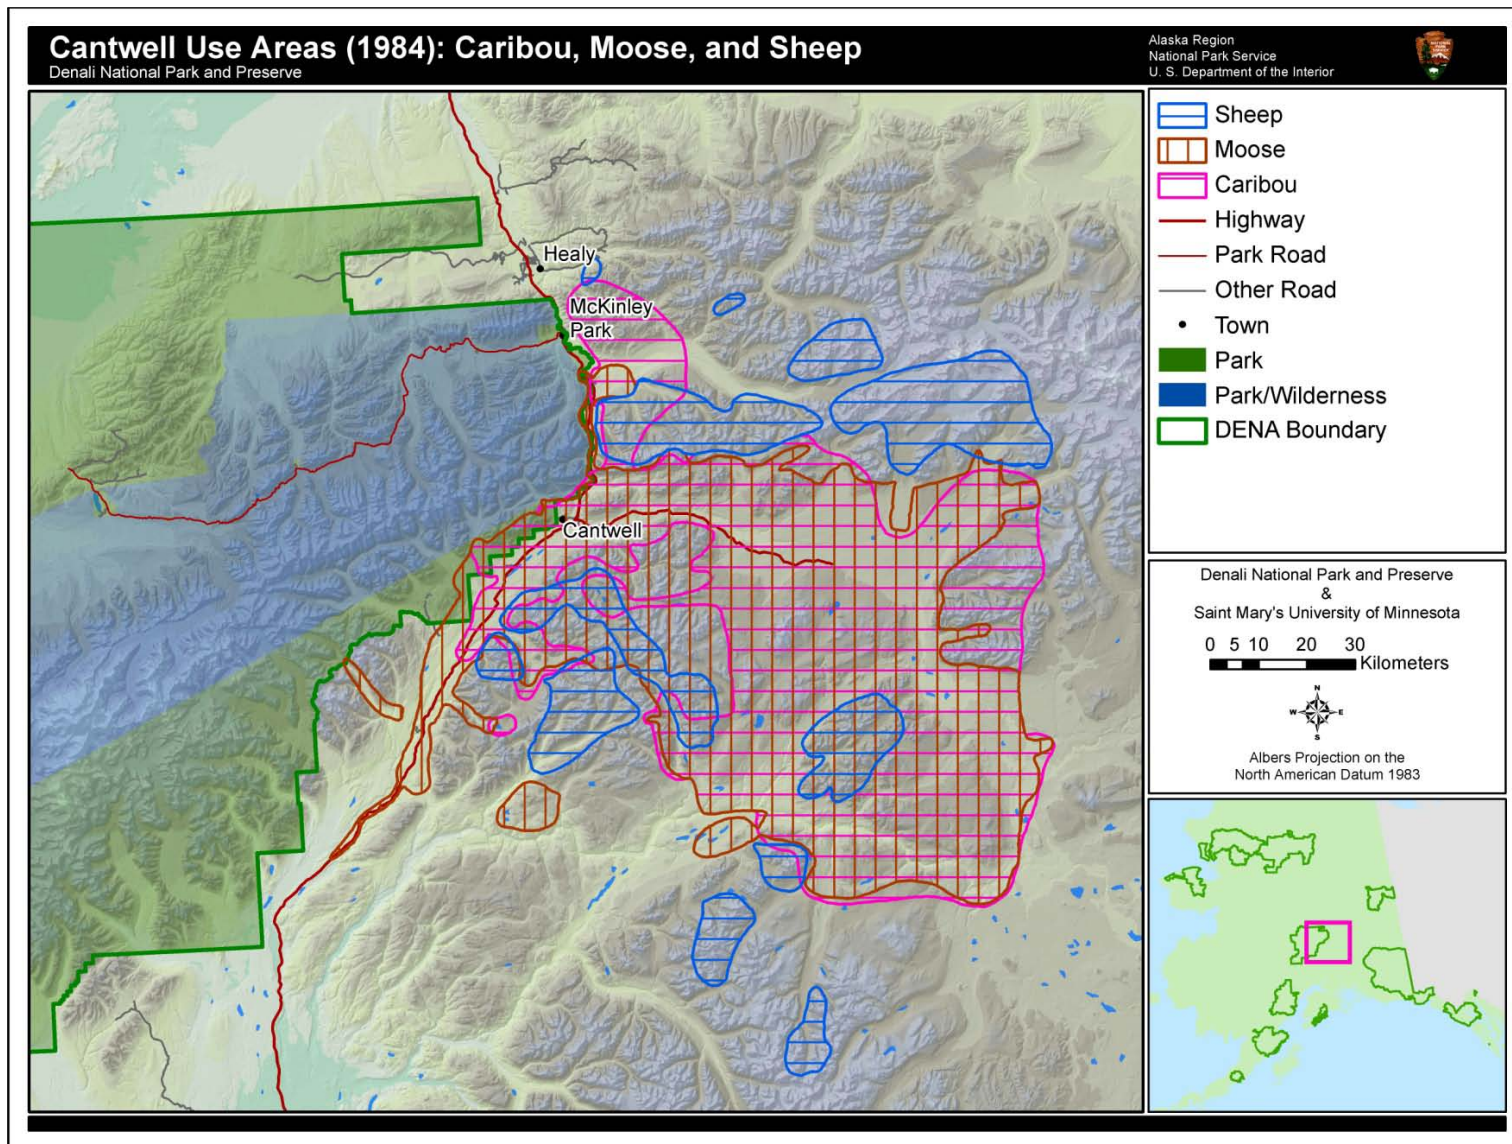 Cantwell Use Areas (1984): Caribou, Moose, and Sheep
Denali National Park and Preserve
Alaska Region
National Park Service
U. S. Department of the Interior
Healy
McKinley
Park
Cantwell
Sheep
Moose
Caribou
Highway
Park Road
Other Road
Town
Park
Park/Wilderness
DENA Boundary
Denali National Park and Preserve
&
Saint Mary's University of Minnesota
0 5 10 20 30
Kilometers
N
W E
S
Albers Projection on the
North American Datum 1983